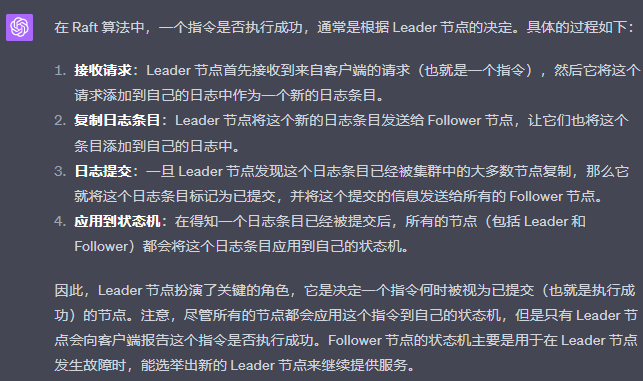 在 Raft 算法中，一个指令是否执行成功，通常是根据 Leader 节点的决定。具体的过程如下：
1. 接收请求：Leader 节点首先接收到来自客户端的请求（也就是一个指令），然后它将这个
请求添加到自己的日志中作为一个新的日志条目。
2. 复制日志条目：Leader 节点将这个新的日志条目发送给 Follower 节点，让它们也将这个
条目添加到自己的日志中。
3. 日志提交：一旦 Leader 节点发现这个日志条目已经被集群中的大多数节点复制，那么它
就将这个日志条目标记为已提交，并将这个提交的信息发送给所有的 Follower 节点。
4. 应用到状态机：在得知一个日志条目已经被提交后，所有的节点（包括 Leader 和
Follower）都会将这个日志条目应用到自己的状态机。
因此，Leader 节点扮演了关键的角色，它是决定一个指令何时被视为已提交（也就是执行成
功）的节点。注意，尽管所有的节点都会应用这个指令到自己的状态机，但是只有 Leader 节
点会向客户端报告这个指令是否执行成功。Follower 节点的状态机主要是用于在 Leader 节点
发生故障时，能选举出新的 Leader 节点来继续提供服务。